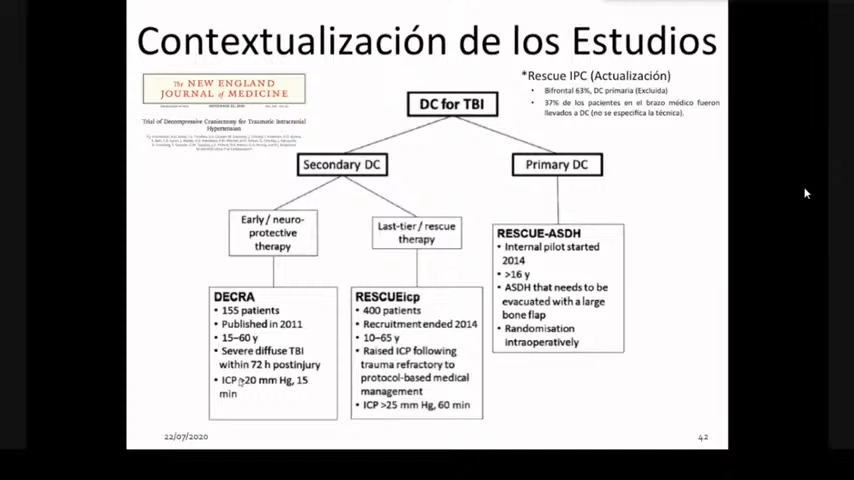 Contextualización de los Estudios
The NEW ENGLAND
JOURNAL of MEDICINE
Trial of Decompressive Craniectomy for Traumatic Intracranial
Hypertension
*Rescue IPC (Actualización)
• Bifrontal 63%, DC primaria (Excluida)
• 37% de los pacientes en el brazo médico fueron
llevados a DC (no se especifica la técnica).
DC for TBI
Secondary DC
Primary DC
Early / neuro-
protective
therapy
Last-tier / rescue
therapy
DECRA
• 155 patients
• Published in 2011
• 15–60 y
• Severe diffuse TBI
within 72 h postinjury
• ICP >20 mm Hg, 15
min
RESCUEicp
• 400 patients
• Recruitment ended 2014
• 10–65 y
• Raised ICP following
trauma refractory to
protocol-based medical
management
• ICP >25 mm Hg, 60 min
RESCUE-ASDH
• Internal pilot started
2014
• >16 y
• ASDH that needs to be
evacuated with a large
bone flap
• Randomisation
intraoperatively
22/07/2020
42